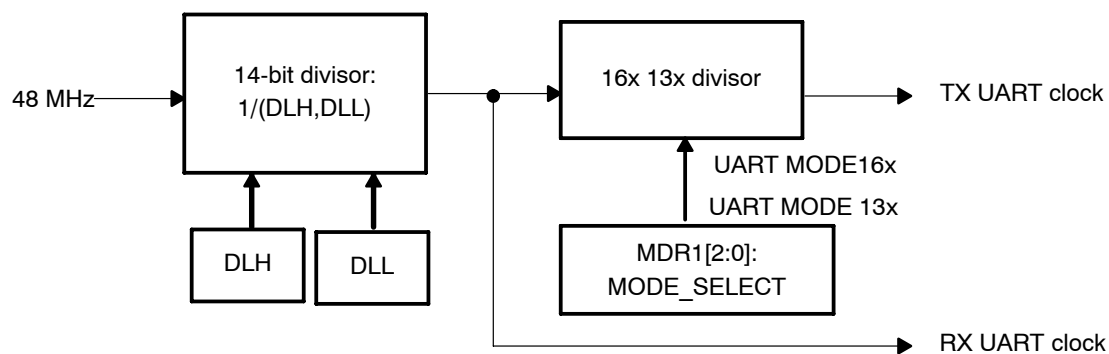 14-bit divisor:
1/(DLH,DLL)
16x 13x divisor
48 MHz
TX UART clock
UART MODE16x
UART MODE 13x
DLH
DLL
MDR1[2:0]:
MODE_SELECT
RX UART clock